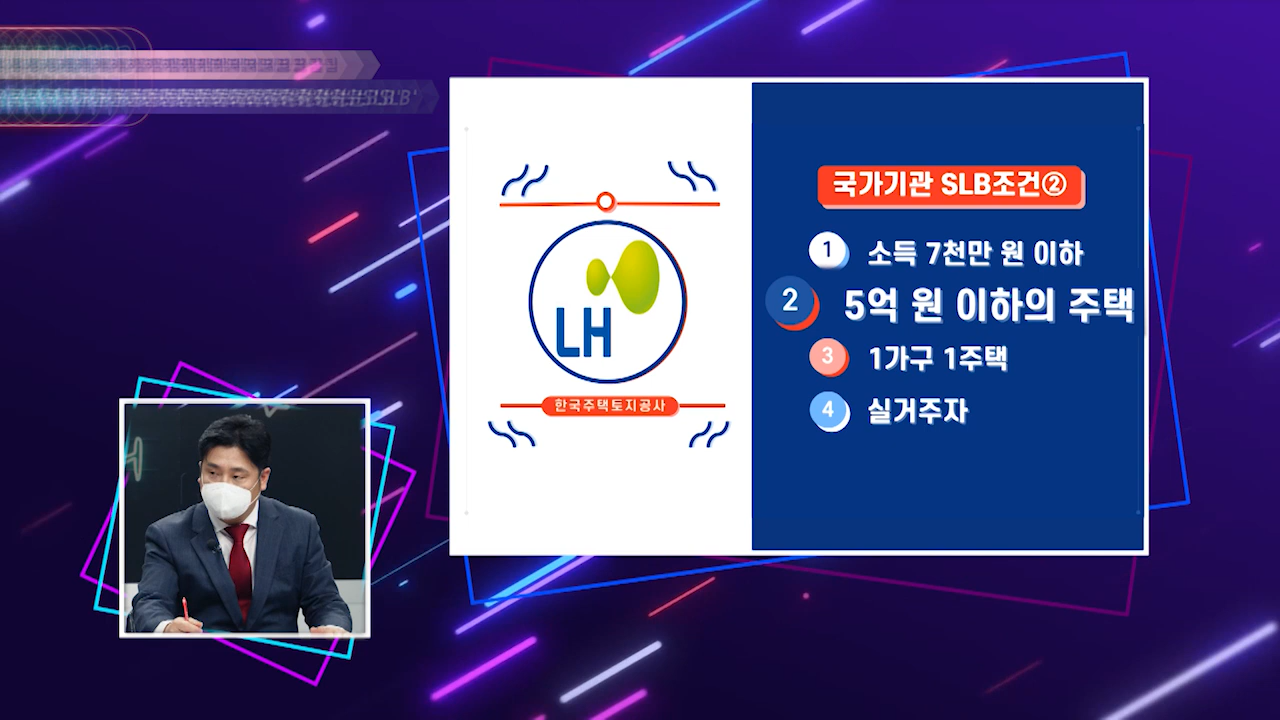 SLB'
LH
한국주택토지공사
국가기관 SLB조건②
1 소득 7천만 원 이하
2 5억 원 이하의 주택
3 1가구 1주택
4 실거주자